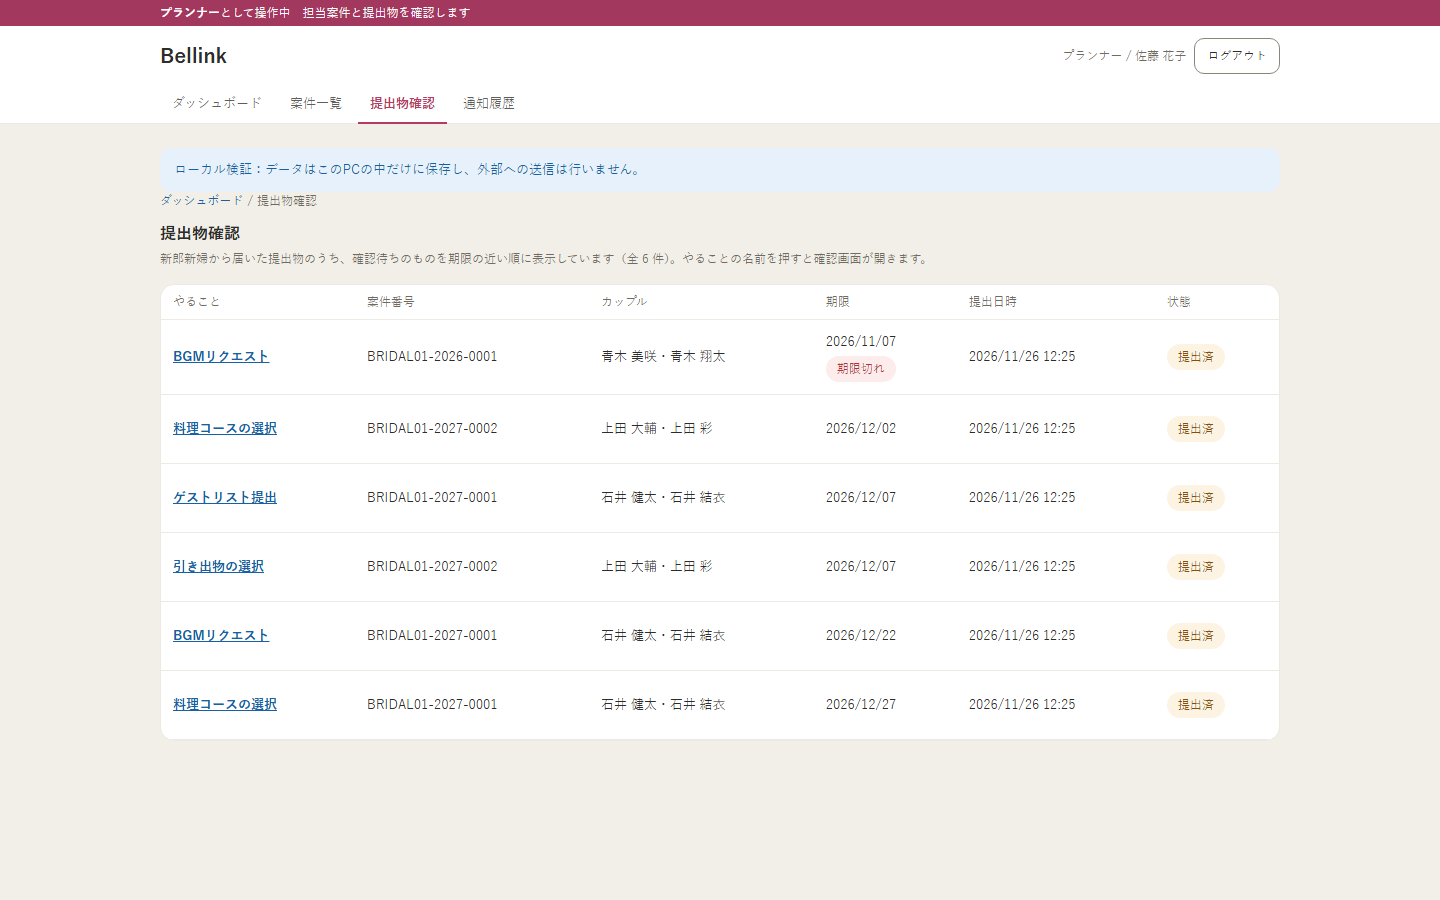 プランナーとして操作中 担当案件と提出物を確認します
Bellink
プランナー / 佐藤 花子 ログアウト
ダッシュボード 案件一覧 提出物確認 通知履歴
ローカル検証：データはこのPCの中だけに保存し、外部への送信は行いません。
ダッシュボード / 提出物確認
提出物確認
新郎新婦から届いた提出物のうち、確認待ちのものを期限の近い順に表示しています（全 6 件）。やることの名前を押すと確認画面が開きます。
やること 案件番号 カップル 期限 提出日時 状態
BGMリクエスト BRIDAL01-2026-0001 青木 美咲・青木 翔太 2026/11/07 期限切れ 2026/11/26 12:25 提出済
料理コースの選択 BRIDAL01-2027-0002 上田 大輔・上田 彩 2026/12/02 2026/11/26 12:25 提出済
ゲストリスト提出 BRIDAL01-2027-0001 石井 健太・石井 結衣 2026/12/07 2026/11/26 12:25 提出済
引き出物の選択 BRIDAL01-2027-0002 上田 大輔・上田 彩 2026/12/07 2026/11/26 12:25 提出済
BGMリクエスト BRIDAL01-2027-0001 石井 健太・石井 結衣 2026/12/22 2026/11/26 12:25 提出済
料理コースの選択 BRIDAL01-2027-0001 石井 健太・石井 結衣 2026/12/27 2026/11/26 12:25 提出済